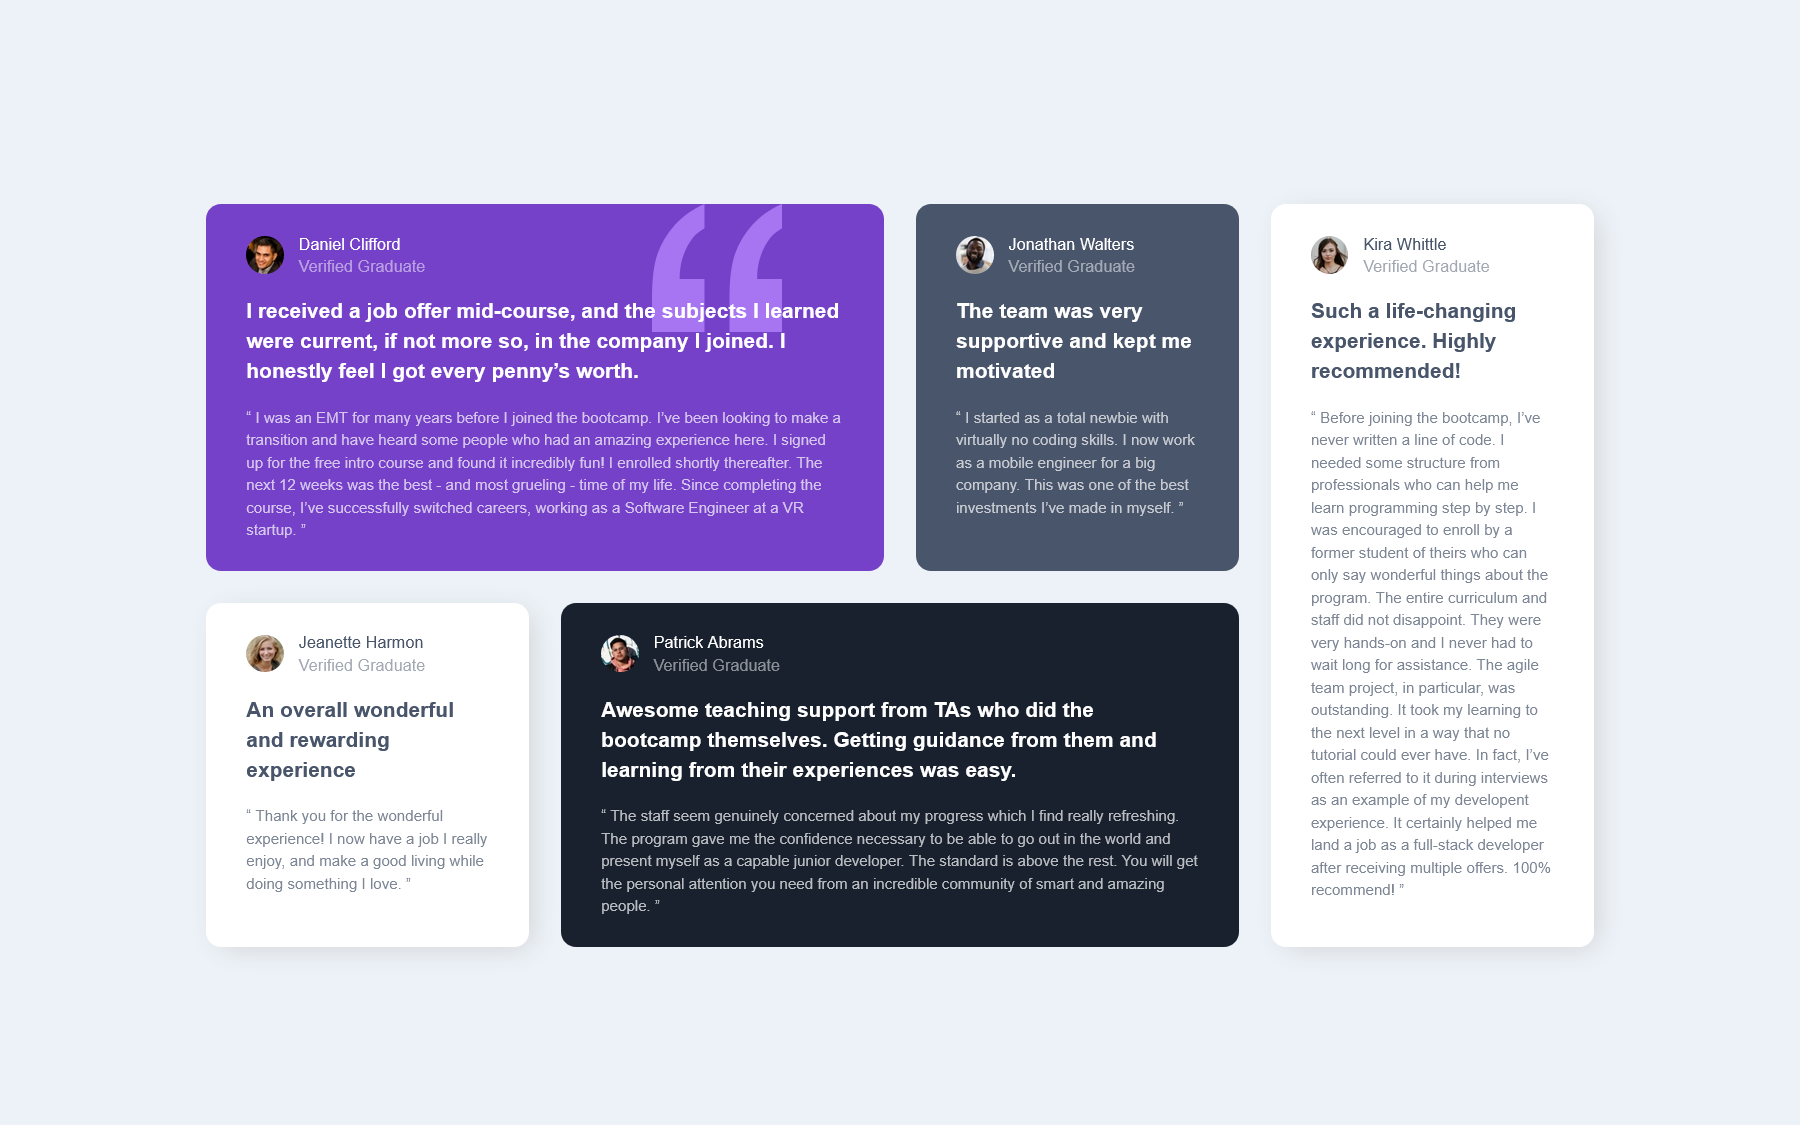 Daniel Clifford
Verified Graduate
I received a job offer mid-course, and the subjects I learned
were current, if not more so, in the company I joined. I
honestly feel I got every penny’s worth.
“ I was an EMT for many years before I joined the bootcamp. I’ve been looking to make a
transition and have heard some people who had an amazing experience here. I signed
up for the free intro course and found it incredibly fun! I enrolled shortly thereafter. The
next 12 weeks was the best - and most grueling - time of my life. Since completing the
course, I’ve successfully switched careers, working as a Software Engineer at a VR
startup. ”
Jonathan Walters
Verified Graduate
The team was very
supportive and kept me
motivated
“ I started as a total newbie with
virtually no coding skills. I now work
as a mobile engineer for a big
company. This was one of the best
investments I’ve made in myself. ”
Kira Whittle
Verified Graduate
Such a life-changing
experience. Highly
recommended!
“ Before joining the bootcamp, I’ve
never written a line of code. I
needed some structure from
professionals who can help me
learn programming step by step. I
was encouraged to enroll by a
former student of theirs who can
only say wonderful things about the
program. The entire curriculum and
staff did not disappoint. They were
very hands-on and I never had to
wait long for assistance. The agile
team project, in particular, was
outstanding. It took my learning to
the next level in a way that no
tutorial could ever have. In fact, I’ve
often referred to it during interviews
as an example of my developent
experience. It certainly helped me
land a job as a full-stack developer
after receiving multiple offers. 100%
recommend! ”
Jeanette Harmon
Verified Graduate
An overall wonderful
and rewarding
experience
“ Thank you for the wonderful
experience! I now have a job I really
enjoy, and make a good living while
doing something I love. ”
Patrick Abrams
Verified Graduate
Awesome teaching support from TAs who did the
bootcamp themselves. Getting guidance from them and
learning from their experiences was easy.
“ The staff seem genuinely concerned about my progress which I find really refreshing.
The program gave me the confidence necessary to be able to go out in the world and
present myself as a capable junior developer. The standard is above the rest. You will get
the personal attention you need from an incredible community of smart and amazing
people. ”